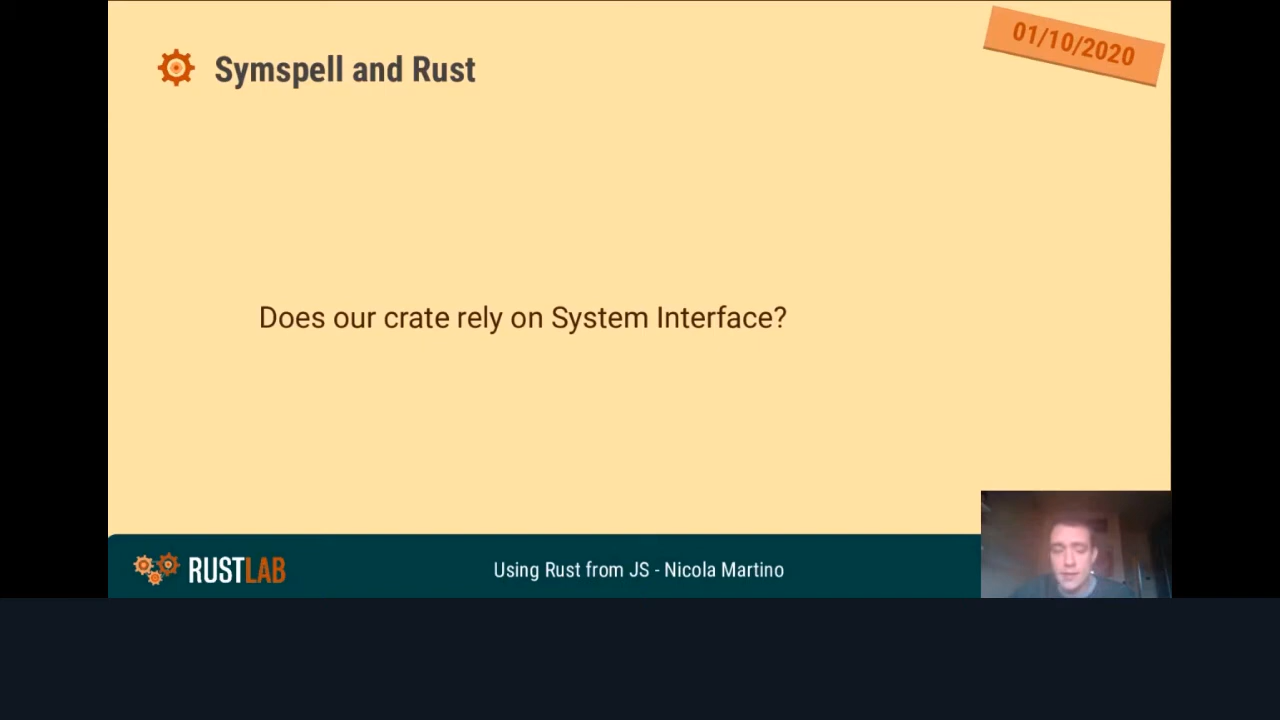 01/10/2020
Symspell and Rust
Does our crate rely on System Interface?
RUSTLAB
Using Rust from JS - Nicola Martino